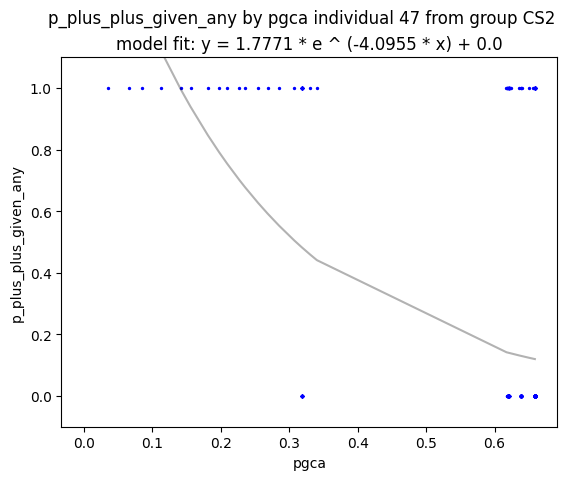 p_plus_plus_given_any by pgca individual 47 from group CS2
model fit: y = 1.7771 * e ^ (-4.0955 * x) + 0.0
1.0
0.8
0.6
0.4
0.2
0.0
p_plus_plus_given_any
0.0 0.1 0.2 0.3 0.4 0.5 0.6
pgca